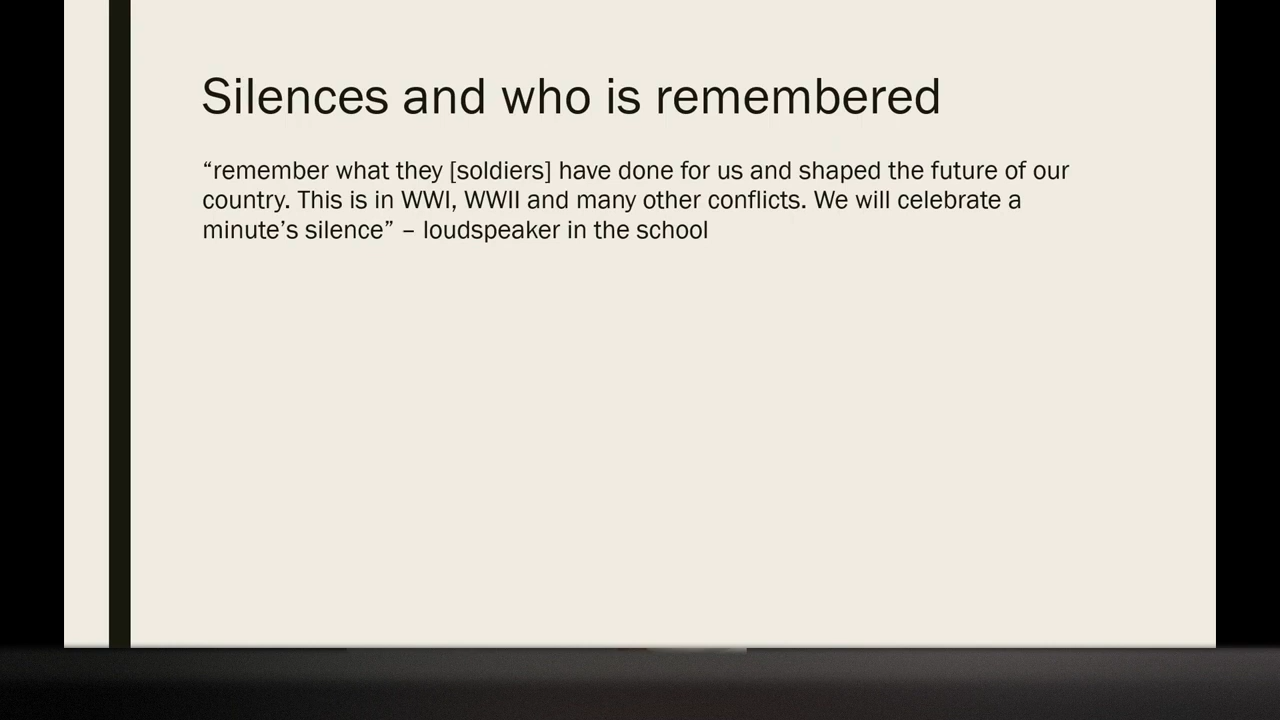 Silences and who is remembered
“remember what they [soldiers] have done for us and shaped the future of our
country. This is in WWI, WWII and many other conflicts. We will celebrate a
minute’s silence” – loudspeaker in the school